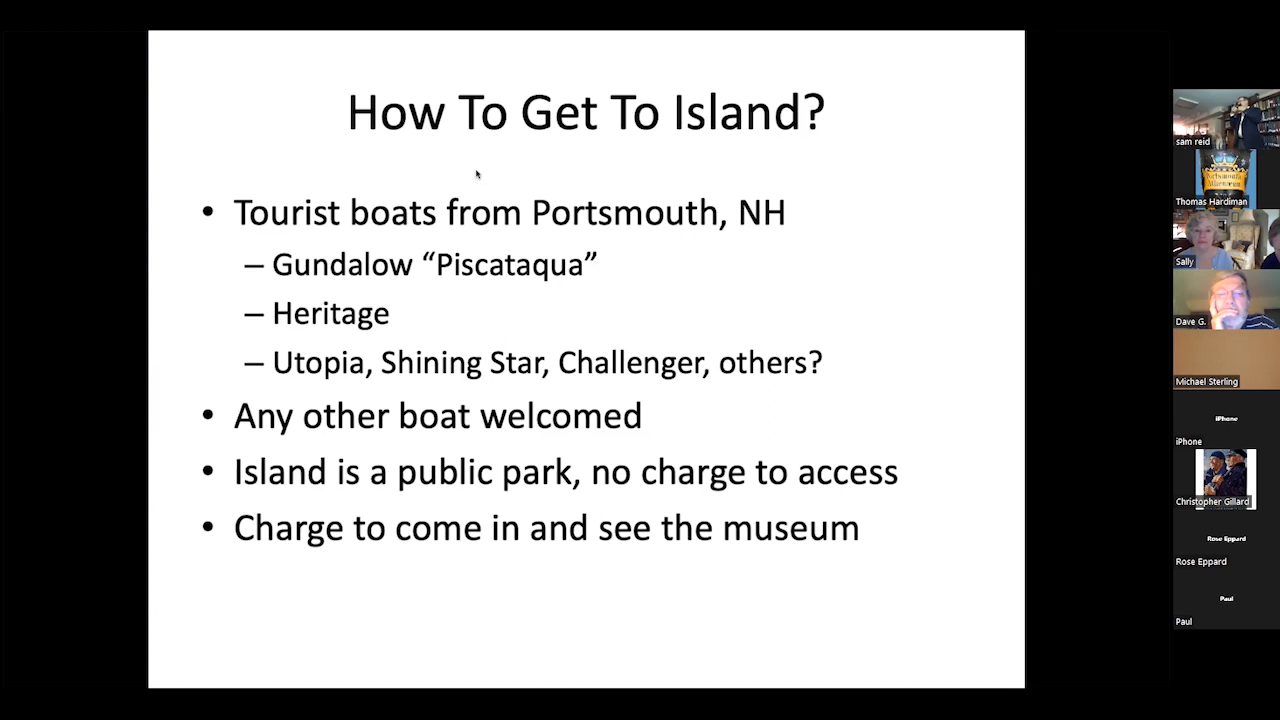 How To Get To Island?
• Tourist boats from Portsmouth, NH
– Gundalow “Piscataqua”
– Heritage
– Utopia, Shining Star, Challenger, others?
• Any other boat welcomed
• Island is a public park, no charge to access
• Charge to come in and see the museum
sam reid
Portsmouth
Athenæum
Thomas Hardiman
Sally
Dave G.
Michael Sterling
iPhone
iPhone
Christopher Gillard
Rose Eppard
Rose Eppard
Paul
Paul